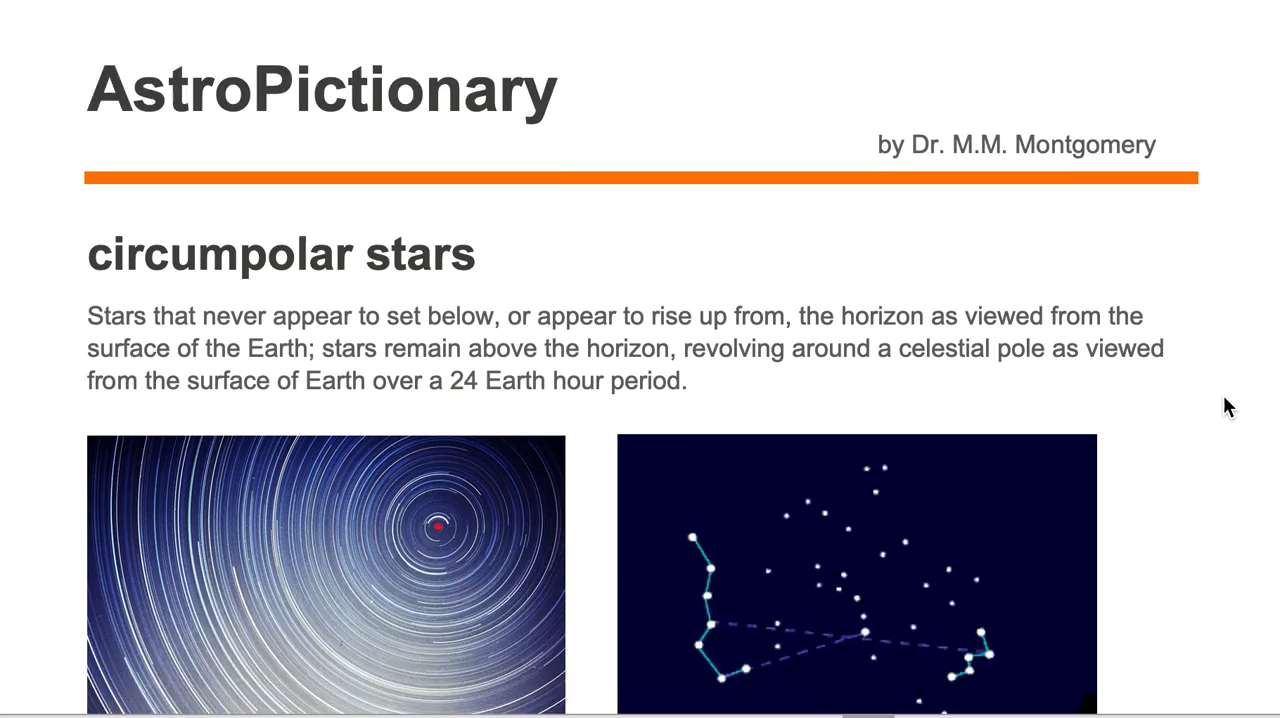 AstroPictionary
by Dr. M.M. Montgomery
circumpolar stars
Stars that never appear to set below, or appear to rise up from, the horizon as viewed from the
surface of the Earth; stars remain above the horizon, revolving around a celestial pole as viewed
from the surface of Earth over a 24 Earth hour period.